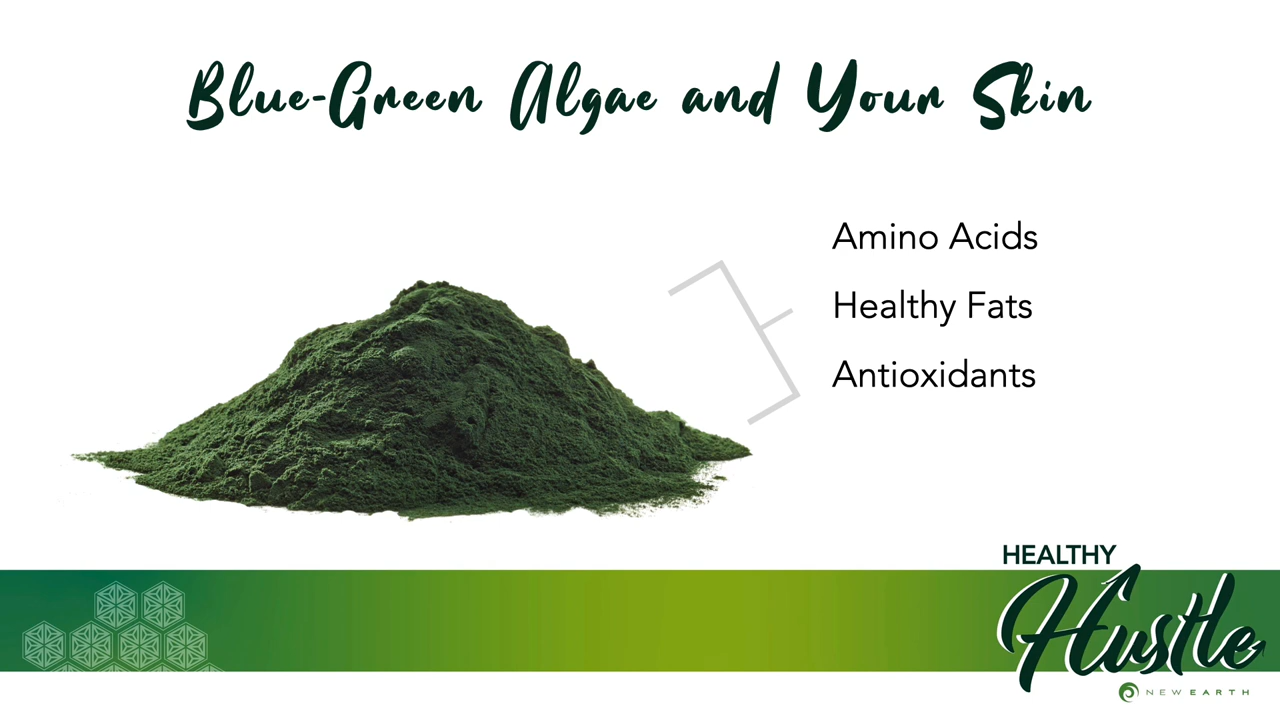 Blue-Green Algae and Your Skin
Amino Acids
Healthy Fats
Antioxidants
HEALTHY
Hustle
NEW EARTH